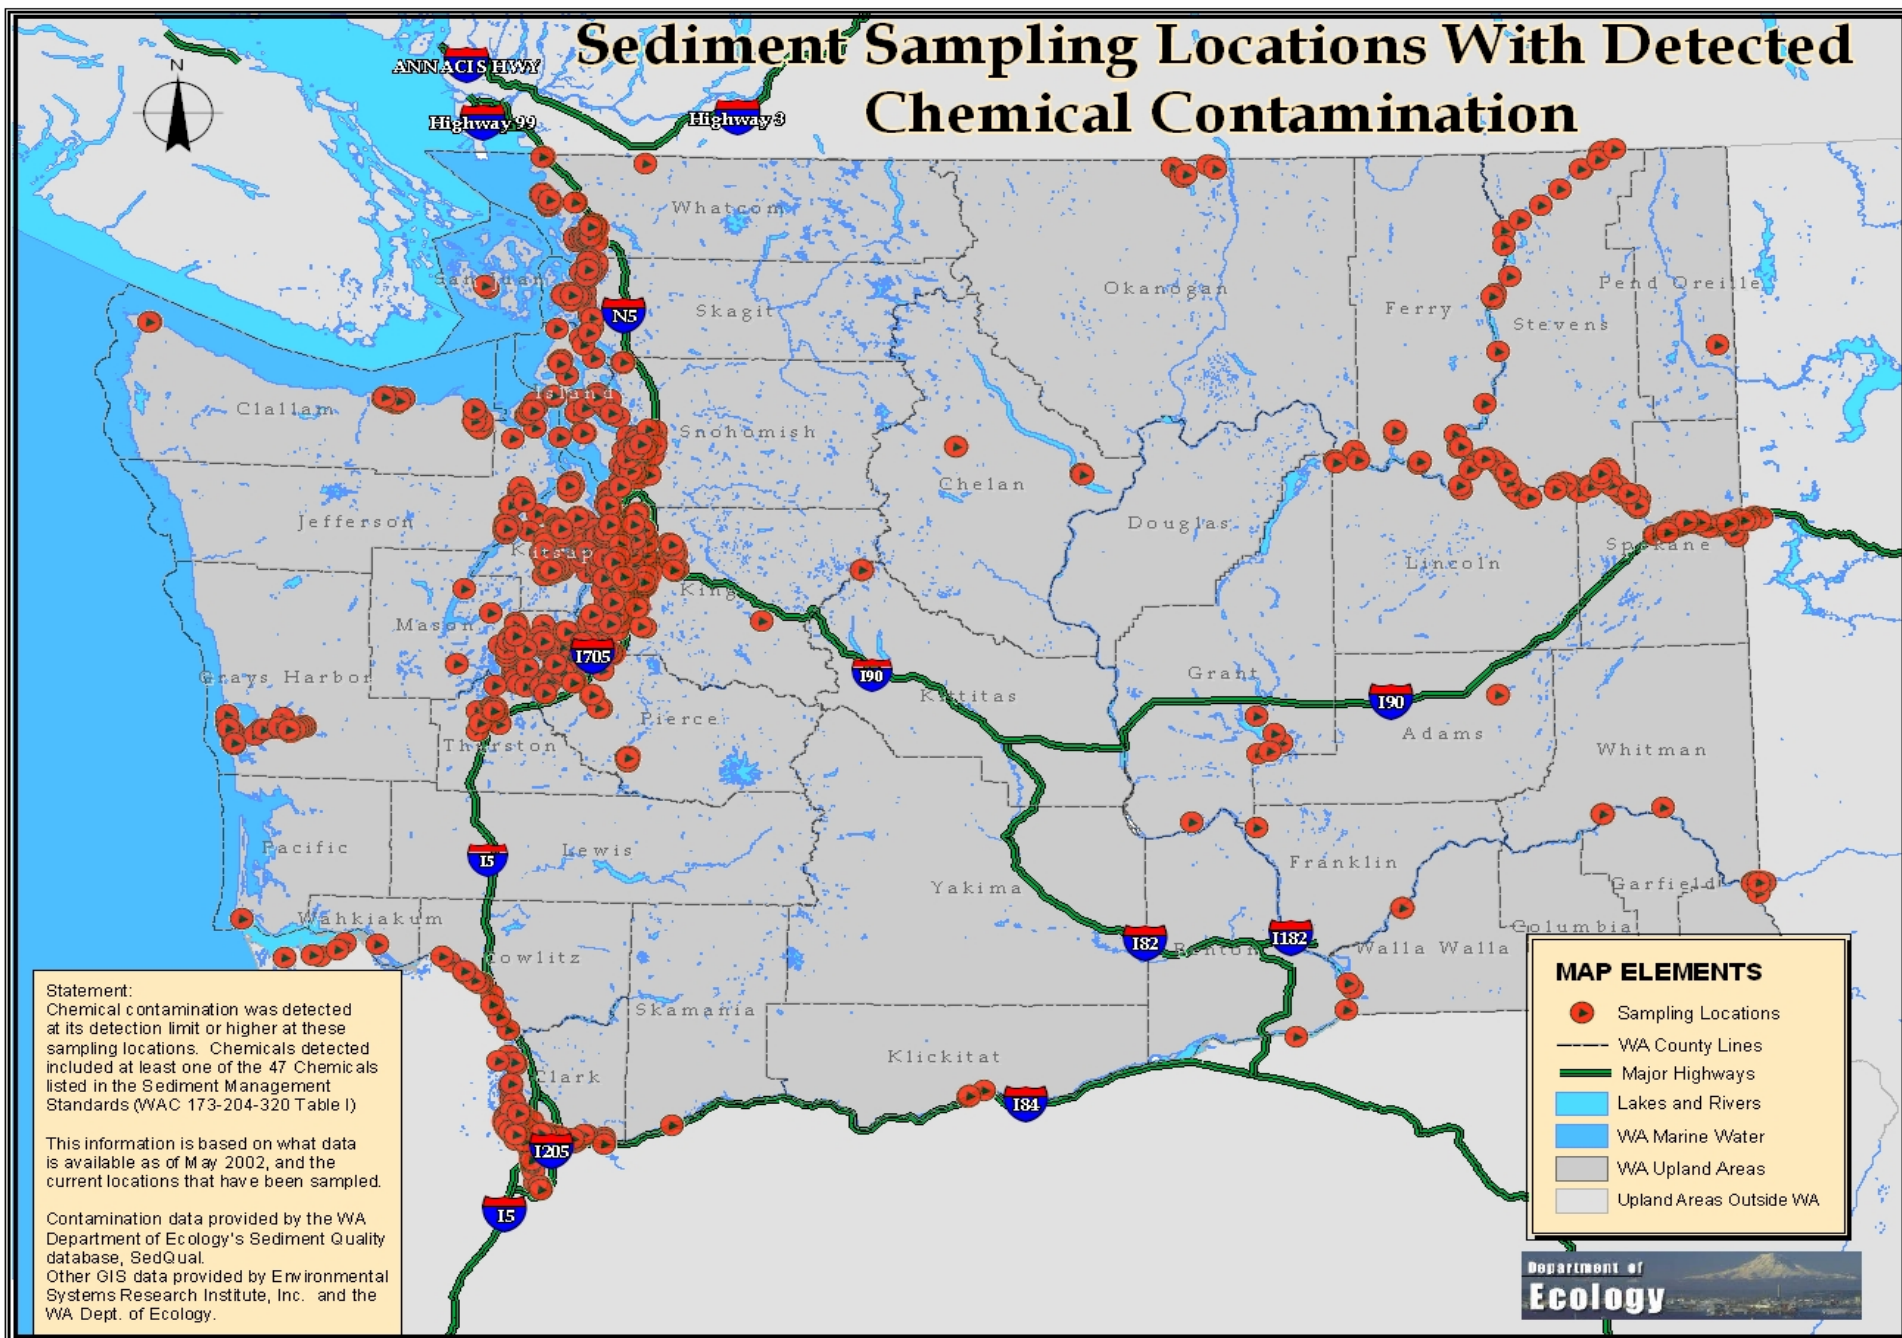 Sediment Sampling Locations With Detected
Chemical Contamination
N
ANNACIS HWY
Highway 99
Highway 3
Whatcom
San Juan
Skagit
N5
Okanogan
Ferry
Pend Oreille
Stevens
Clallam
Island
Snohomish
Chelan
Jefferson
Douglas
Kitsap
Spokane
Lincoln
King
Mason
I705
I90
Grays Harbor
Grant
Kittitas
I90
Pierce
Adams
Thurston
Whitman
Pacific
I5
Lewis
Franklin
Yakima
Garfield
Wahkiakum
Columbia
I82
I182
Benton
Walla Walla
Cowlitz
Skamania
Klickitat
Clark
I84
I205
I5
Statement:
Chemical contamination was detected
at its detection limit or higher at these
sampling locations. Chemicals detected
included at least one of the 47 Chemicals
listed in the Sediment Management
Standards (WAC 173-204-320 Table I)
This information is based on what data
is available as of May 2002, and the
current locations that have been sampled.
Contamination data provided by the WA
Department of Ecology's Sediment Quality
database, SedQual.
Other GIS data provided by Environmental
Systems Research Institute, Inc. and the
WA Dept. of Ecology.
MAP ELEMENTS
Sampling Locations
WA County Lines
Major Highways
Lakes and Rivers
WA Marine Water
WA Upland Areas
Upland Areas Outside WA
Department of
Ecology